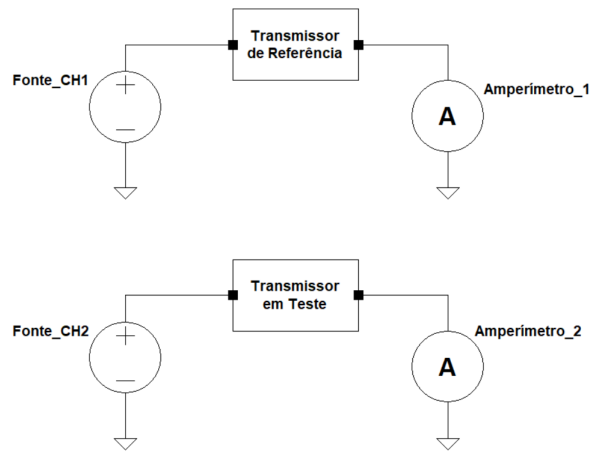 Transmissor
de Referência
Fonte_CH1
Amperímetro_1
A
Transmissor
em Teste
Fonte_CH2
Amperímetro_2
A